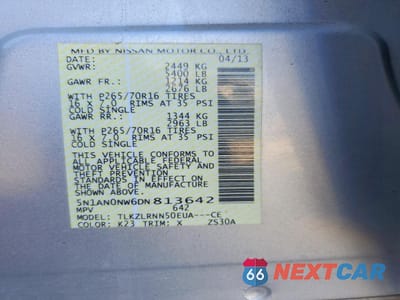 MFD BY NISSAN MOTOR CO., LTD.
DATE: 04/13
GVWR: 2449 KG
5400 LB
GAWR FR.: 1214 KG
2676 LB
WITH P265/70R16 TIRES
16 X 7.0 RIMS AT 35 PSI
COLD SINGLE
GAWR RR.: 1344 KG
2963 LB
WITH P265/70R16 TIRES
16 X 7.0 RIMS AT 35 PSI
COLD SINGLE
THIS VEHICLE CONFORMS TO
ALL APPLICABLE FEDERAL
MOTOR VEHICLE SAFETY
AND THEFT PREVENTION
STANDARDS IN EFFECT ON
THE DATE OF MANUFACTURE
SHOWN ABOVE.
5N1AN0NW6DN813642
MPV 642
MODEL: TLKZLRNN50EUA---CE
COLOR: K23 TRIM: X ZS30A
66 NEXTCAR